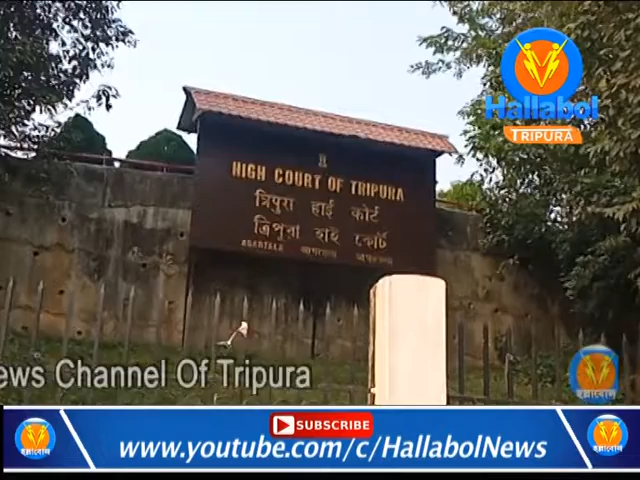 Hallabol
TRIPURA
HIGH COURT OF TRIPURA
ত্রিপুরা হাই কোর্ট
त्रिपुरा हाई कोर्ट
AGARTALA
ews Channel Of Tripura
SUBSCRIBE
www.youtube.com/c/HallabolNews